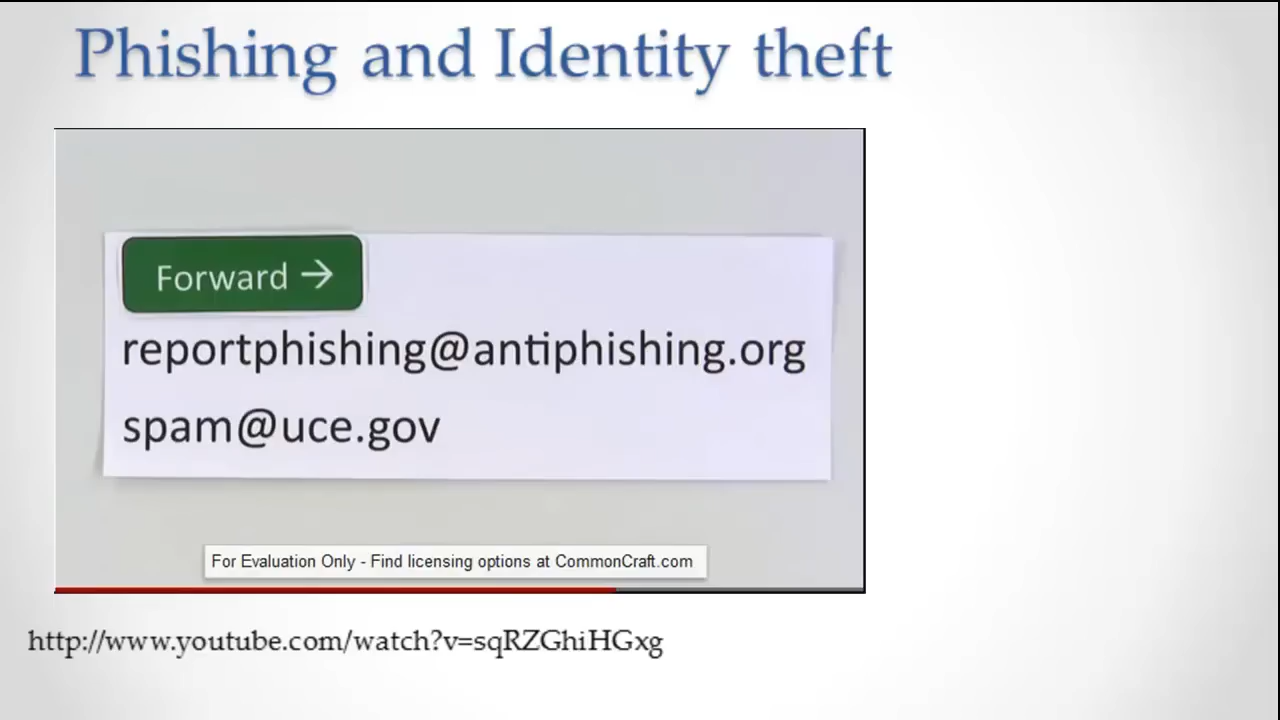 Phishing and Identity theft
Forward →
reportphishing@antiphishing.org
spam@uce.gov
For Evaluation Only - Find licensing options at CommonCraft.com
http://www.youtube.com/watch?v=sqRZGhiHGxg